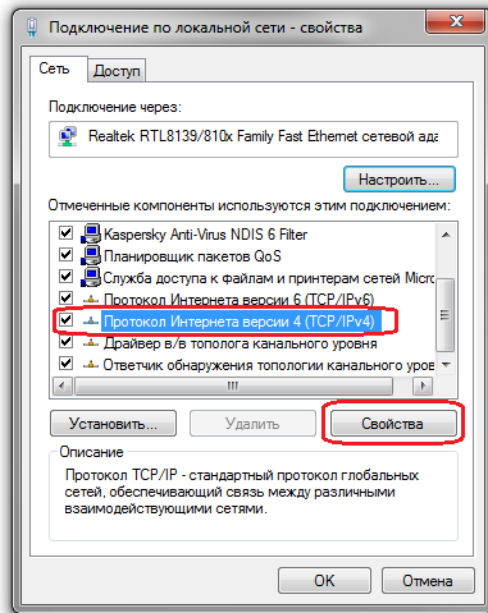 Подключение по локальной сети - свойства
Сеть
Доступ
Подключение через:
Realtek RTL8139/810x Family Fast Ethernet сетевой ада
Настроить...
Отмеченные компоненты используются этим подключением:
Kaspersky Anti-Virus NDIS 6 Filter
Планировщик пакетов QoS
Служба доступа к файлам и принтерам сетей Micro
Протокол Интернета версии 6 (TCP/IPv6)
Протокол Интернета версии 4 (TCP/IPv4)
Драйвер в/в тополога канального уровня
Ответчик обнаружения топологии канального уров
Установить...
Удалить
Свойства
Описание
Протокол TCP/IP - стандартный протокол глобальных
сетей, обеспечивающий связь между различными
взаимодействующими сетями.
OK
Отмена